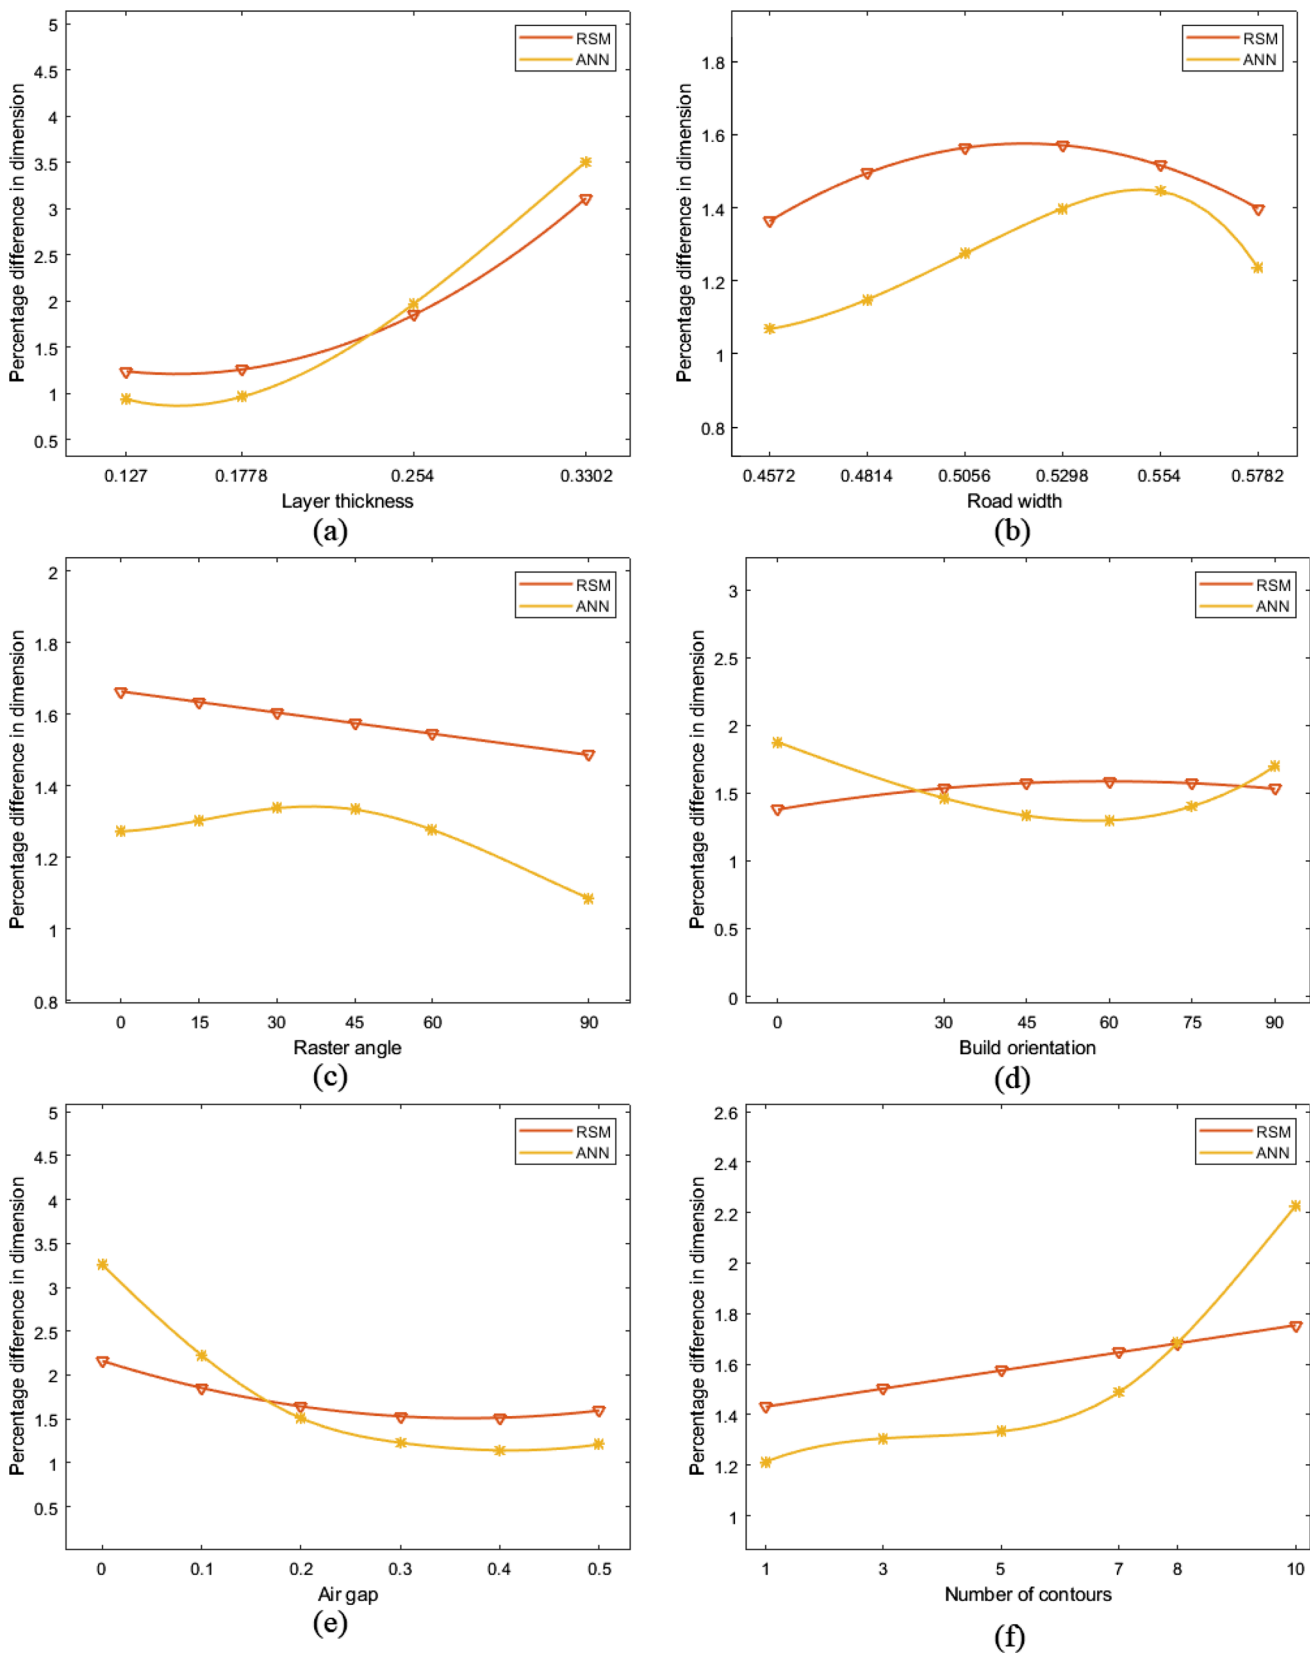 5
4.5
4
3.5
3
2.5
2
1.5
1
0.5
Percentage difference in dimension
RSM
ANN
0.127 0.1778 0.254 0.3302
Layer thickness
(a)
1.8
1.6
1.4
1.2
1
0.8
Percentage difference in dimension
RSM
ANN
0.4572 0.4814 0.5056 0.5298 0.554 0.5782
Road width
(b)
2
1.8
1.6
1.4
1.2
1
0.8
Percentage difference in dimension
RSM
ANN
0 15 30 45 60 90
Raster angle
(c)
3
2.5
2
1.5
1
0.5
0
Percentage difference in dimension
RSM
ANN
0 30 45 60 75 90
Build orientation
(d)
5
4.5
4
3.5
3
2.5
2
1.5
1
0.5
Percentage difference in dimension
RSM
ANN
0 0.1 0.2 0.3 0.4 0.5
Air gap
(e)
2.6
2.4
2.2
2
1.8
1.6
1.4
1.2
1
Percentage difference in dimension
RSM
ANN
1 3 5 7 8 10
Number of contours
(f)